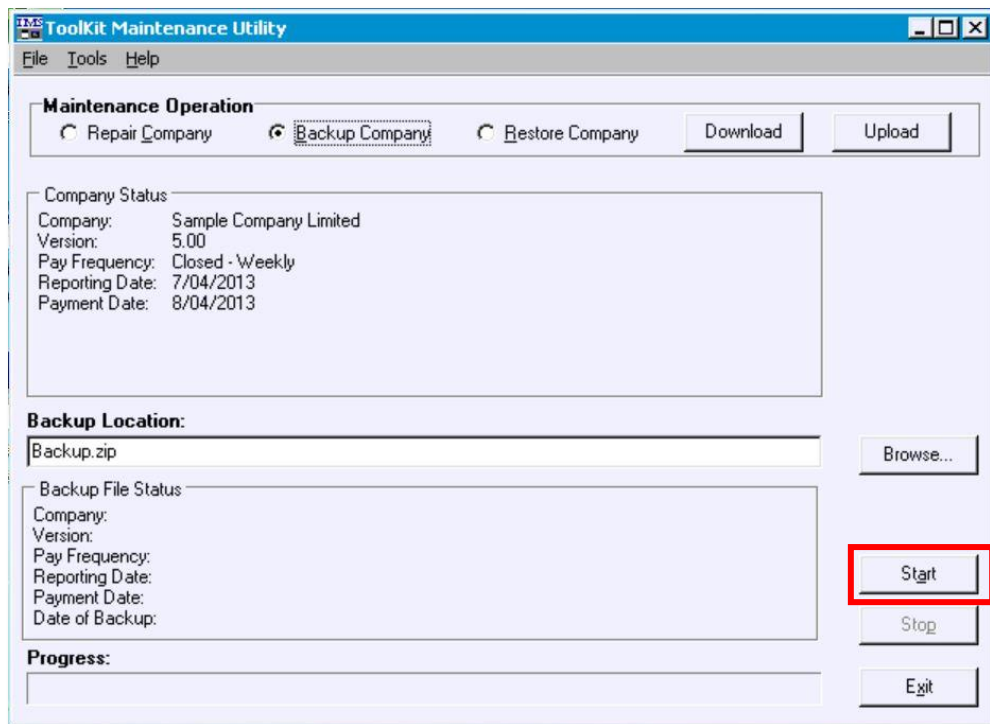 IMS ToolKit Maintenance Utility
File Tools Help
Maintenance Operation
Repair Company Backup Company Restore Company Download Upload
Company Status
Company: Sample Company Limited
Version: 5.00
Pay Frequency: Closed - Weekly
Reporting Date: 7/04/2013
Payment Date: 8/04/2013
Backup Location:
Backup.zip Browse...
Backup File Status
Company:
Version:
Pay Frequency:
Reporting Date:
Payment Date:
Date of Backup:
Start
Stop
Progress:
Exit